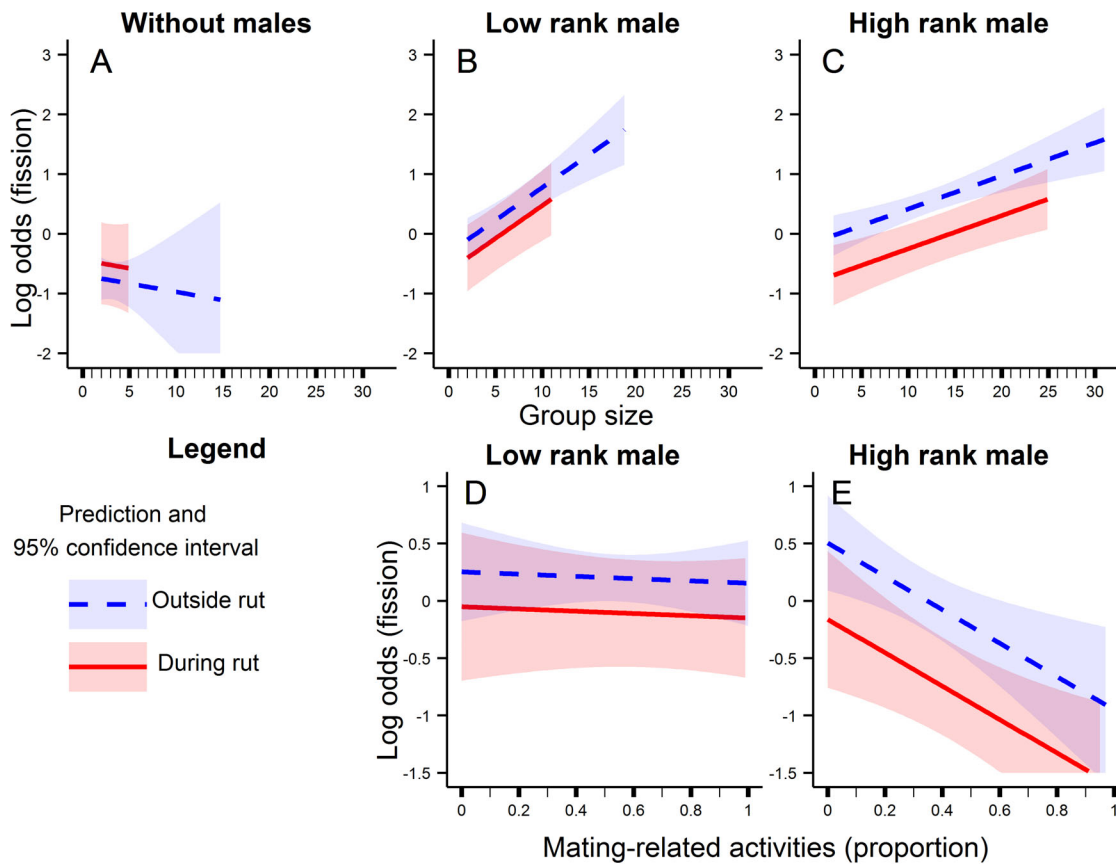 Without males
Low rank male
High rank male
A
B
C
Log odds (fission)
3
2
1
0
-1
-2
3
2
1
0
-1
-2
3
2
1
0
-1
-2
0 5 10 15 20 25 30
0 5 10 15 20 25 30
0 5 10 15 20 25 30
Group size
Legend
Prediction and
95% confidence interval
Outside rut
During rut
Low rank male
High rank male
D
E
Log odds (fission)
1
0.5
0
-0.5
-1
-1.5
1
0.5
0
-0.5
-1
-1.5
0 0.2 0.4 0.6 0.8 1
0 0.2 0.4 0.6 0.8 1
Mating-related activities (proportion)